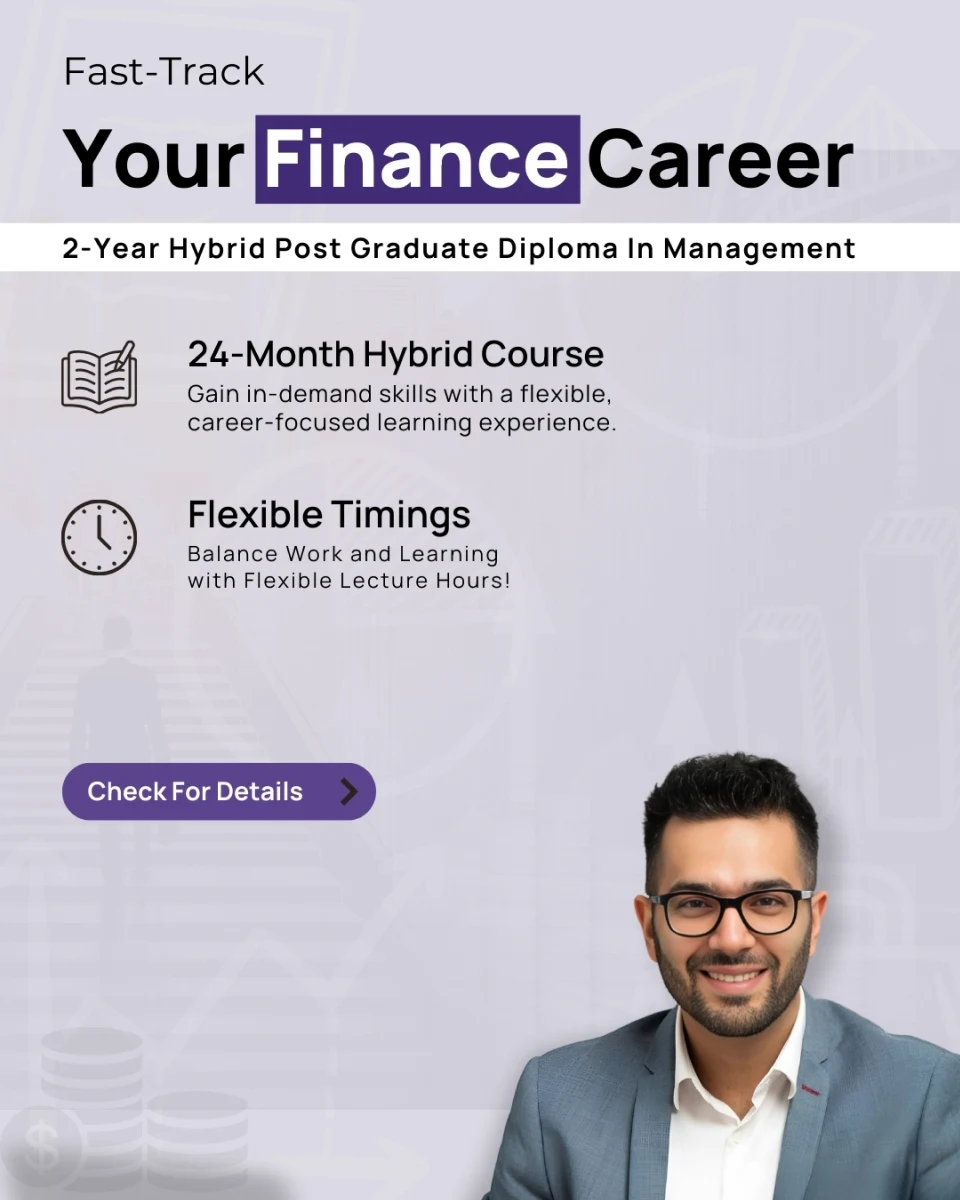 Fast-Track
Your Finance Career
2-Year Hybrid Post Graduate Diploma In Management
24-Month Hybrid Course
Gain in-demand skills with a flexible,
career-focused learning experience.
Flexible Timings
Balance Work and Learning
with Flexible Lecture Hours!
Check For Details
$